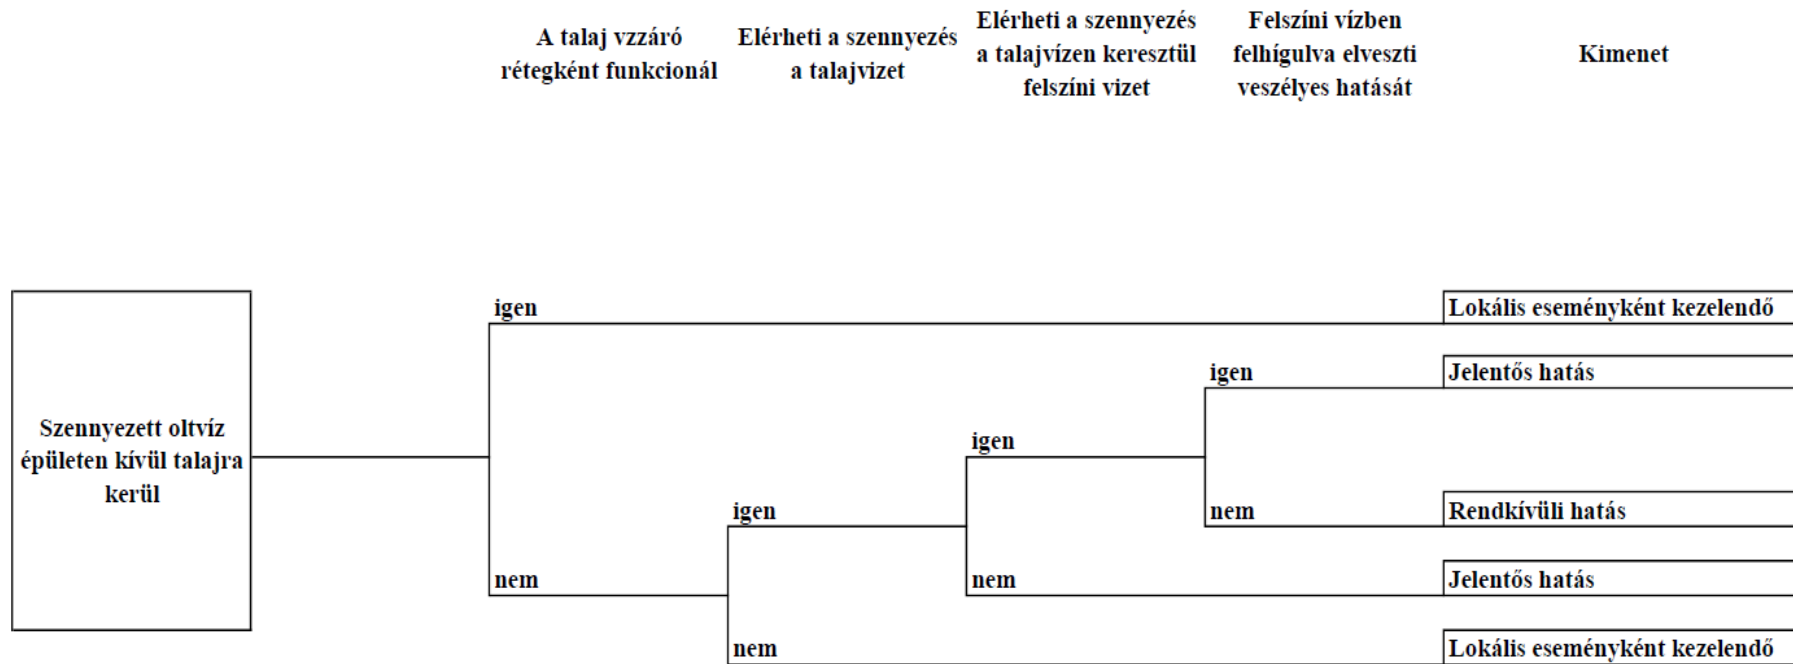 A talaj vzzáró
rétegként funkcionál
Elérheti a szennyezés
a talajvizet
Elérheti a szennyezés
a talajvízen keresztül
felszíni vizet
Felszíni vízben
felhígulva elveszti
veszélyes hatását
Kimenet
Szennyezett oltvíz
épületen kívül talajra
kerül
igen
Lokális eseményként kezelendő
igen
Jelentős hatás
igen
nem
Rendkívüli hatás
igen
nem
nem
Jelentős hatás
nem
Lokális eseményként kezelendő